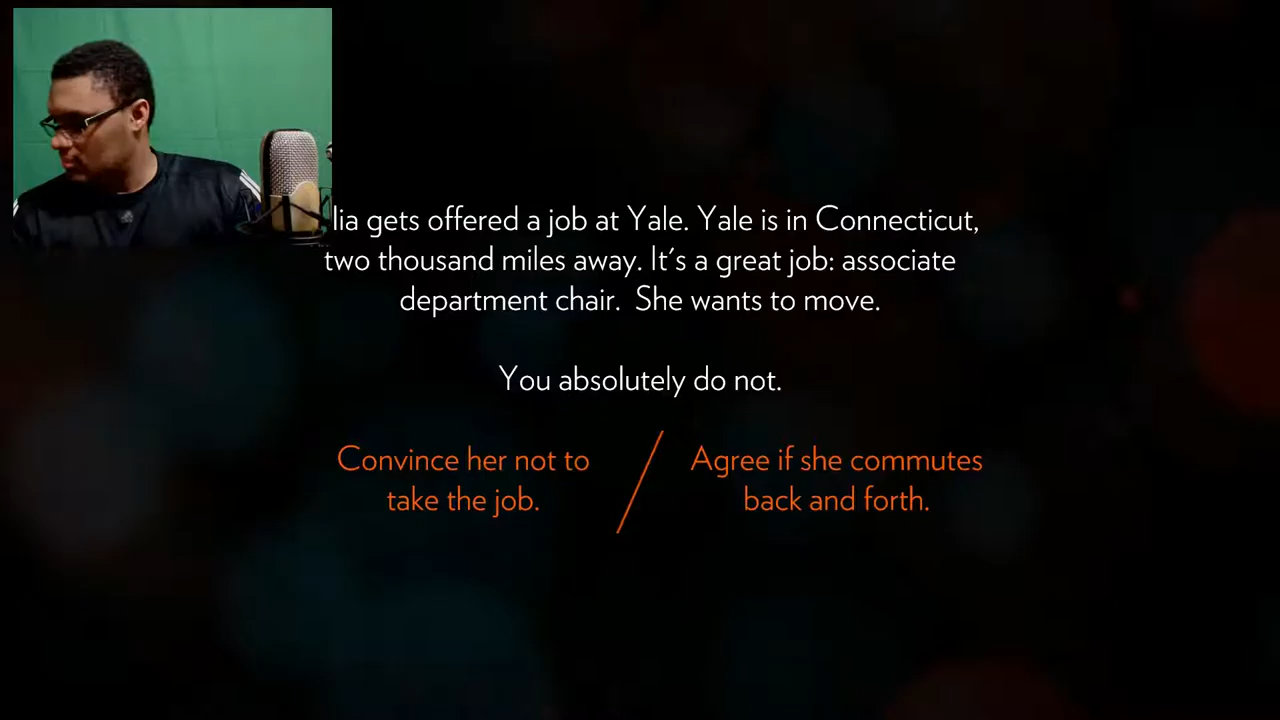 lia gets offered a job at Yale. Yale is in Connecticut,
two thousand miles away. It's a great job: associate
department chair. She wants to move.
You absolutely do not.
Convince her not to
take the job.
Agree if she commutes
back and forth.